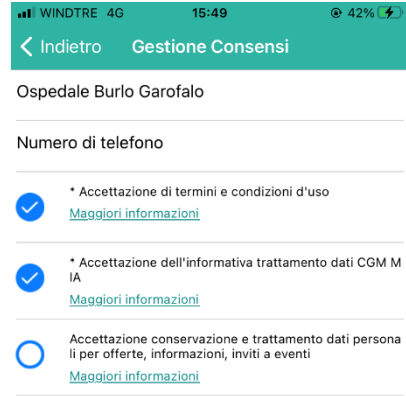 WINDTRE 4G 15:49 42%
Indietro Gestione Consensi
Ospedale Burlo Garofalo
Numero di telefono
* Accettazione di termini e condizioni d'uso
Maggiori informazioni
* Accettazione dell'informativa trattamento dati CGM M
IA
Maggiori informazioni
Accettazione conservazione e trattamento dati persona
li per offerte, informazioni, inviti a eventi
Maggiori informazioni